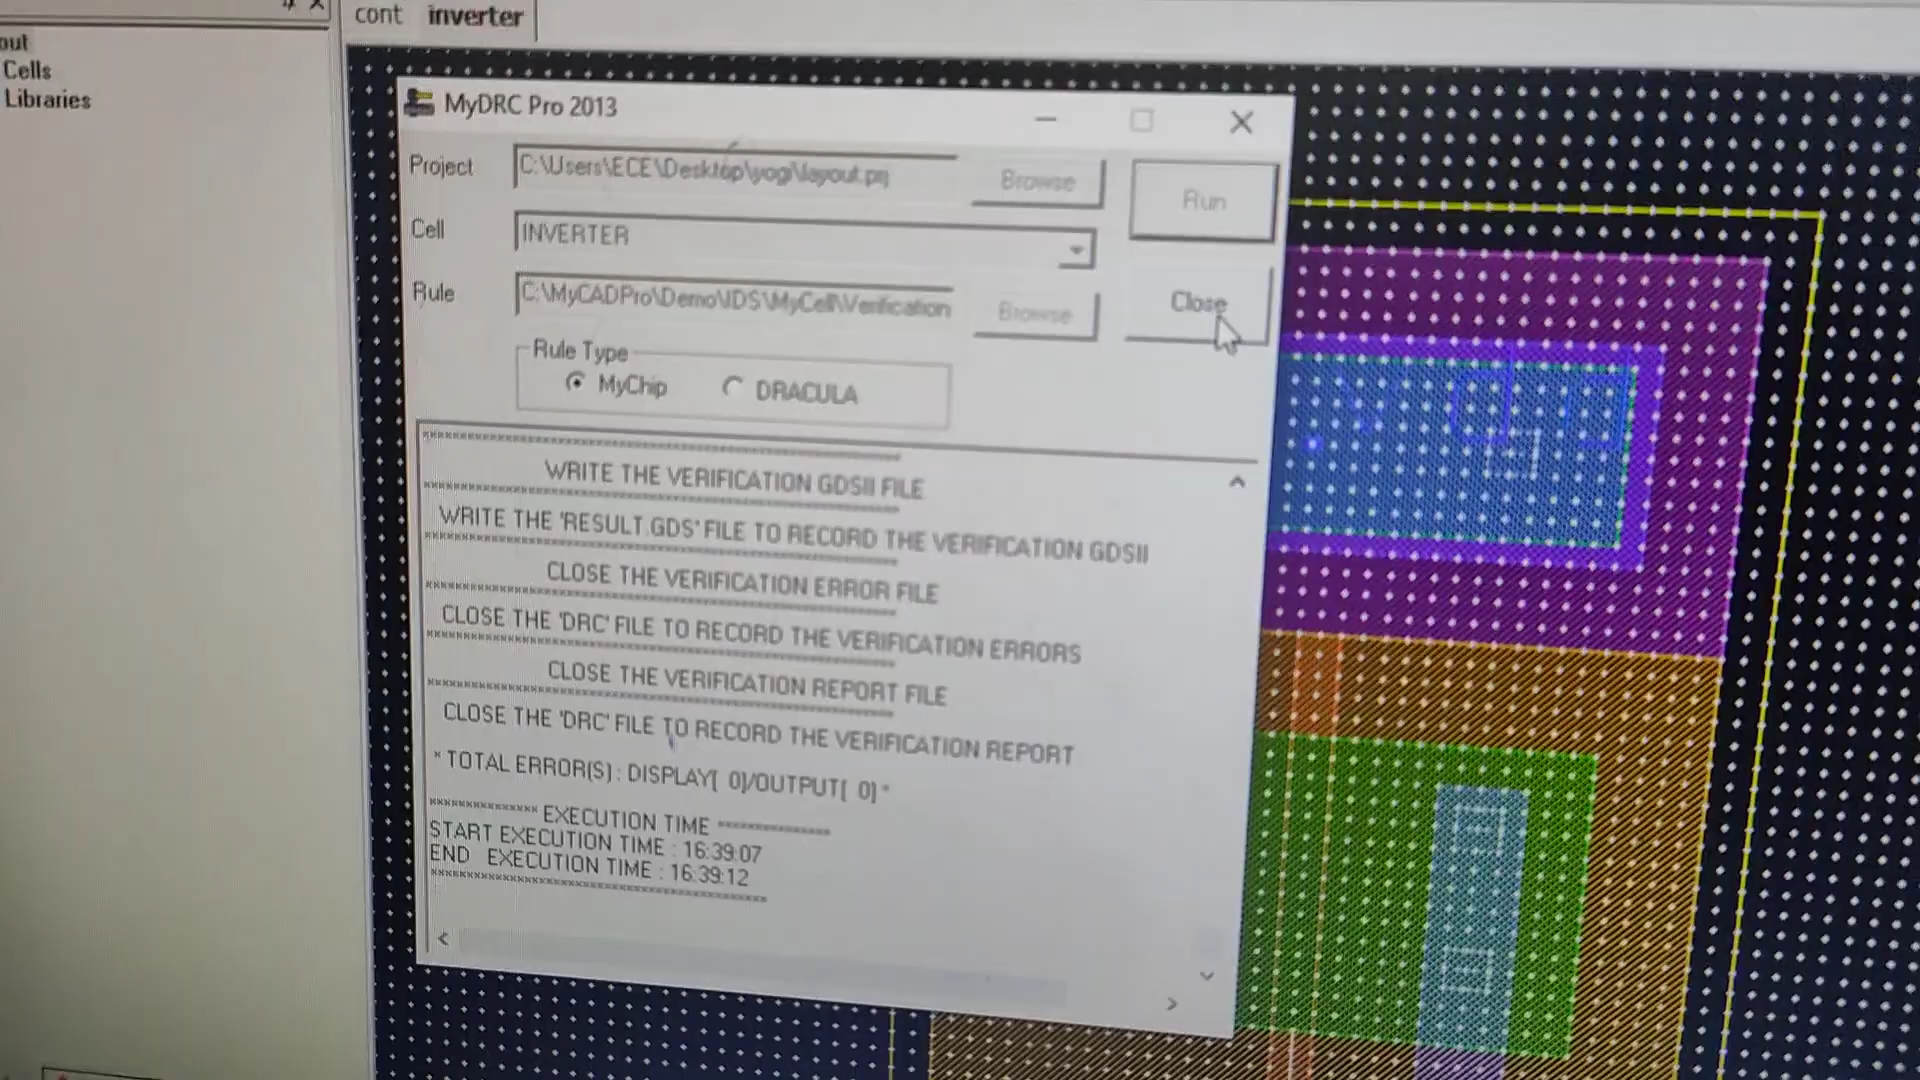 cont inverter
out
Cells
Libraries
MyDRC Pro 2013
Project C:\Users\ECE\Desktop\yogi\layout.prj Browse Run
Cell INVERTER
Rule C:\MyCADPro\Demo\IDS\MyCell\Verification Browse Close
Rule Type
MyChip DRACULA
WRITE THE VERIFICATION GDSII FILE
WRITE THE 'RESULT.GDS' FILE TO RECORD THE VERIFICATION GDSII
CLOSE THE VERIFICATION ERROR FILE
CLOSE THE 'DRC' FILE TO RECORD THE VERIFICATION ERRORS
CLOSE THE VERIFICATION REPORT FILE
CLOSE THE 'DRC' FILE TO RECORD THE VERIFICATION REPORT
* TOTAL ERROR(S) : DISPLAY[ 0]/OUTPUT[ 0] *
************** EXECUTION TIME **************
START EXECUTION TIME : 16:39:07
END EXECUTION TIME : 16:39:12